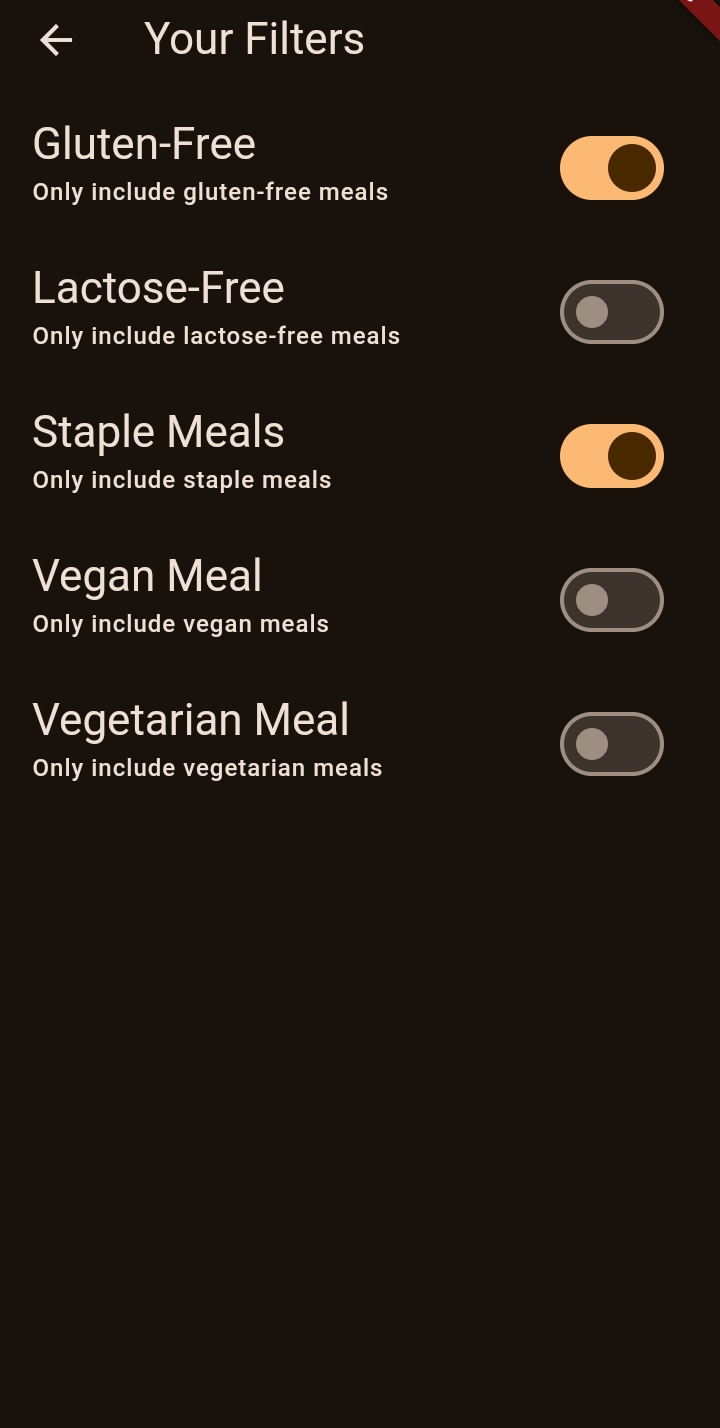 Your Filters
Gluten-Free
Only include gluten-free meals
Lactose-Free
Only include lactose-free meals
Staple Meals
Only include staple meals
Vegan Meal
Only include vegan meals
Vegetarian Meal
Only include vegetarian meals